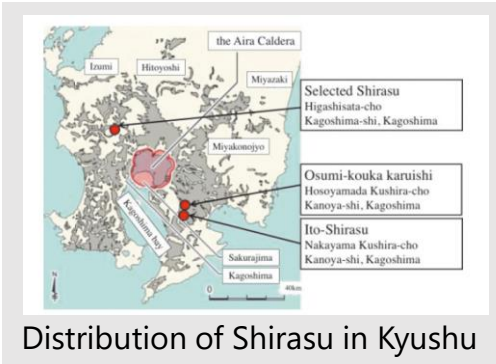 the Aira Caldera
Izumi
Hitoyoshi
Miyazaki
Selected Shirasu
Higashisata-cho
Kagoshima-shi, Kagoshima
Miyakonojyo
Osumi-kouka karuishi
Hosoyamada Kushira-cho
Kanoya-shi, Kagoshima
Kagoshima bay
Ito-Shirasu
Nakayama Kushira-cho
Kanoya-shi, Kagoshima
Sakurajima
Kagoshima
N
0
40km
Distribution of Shirasu in Kyushu